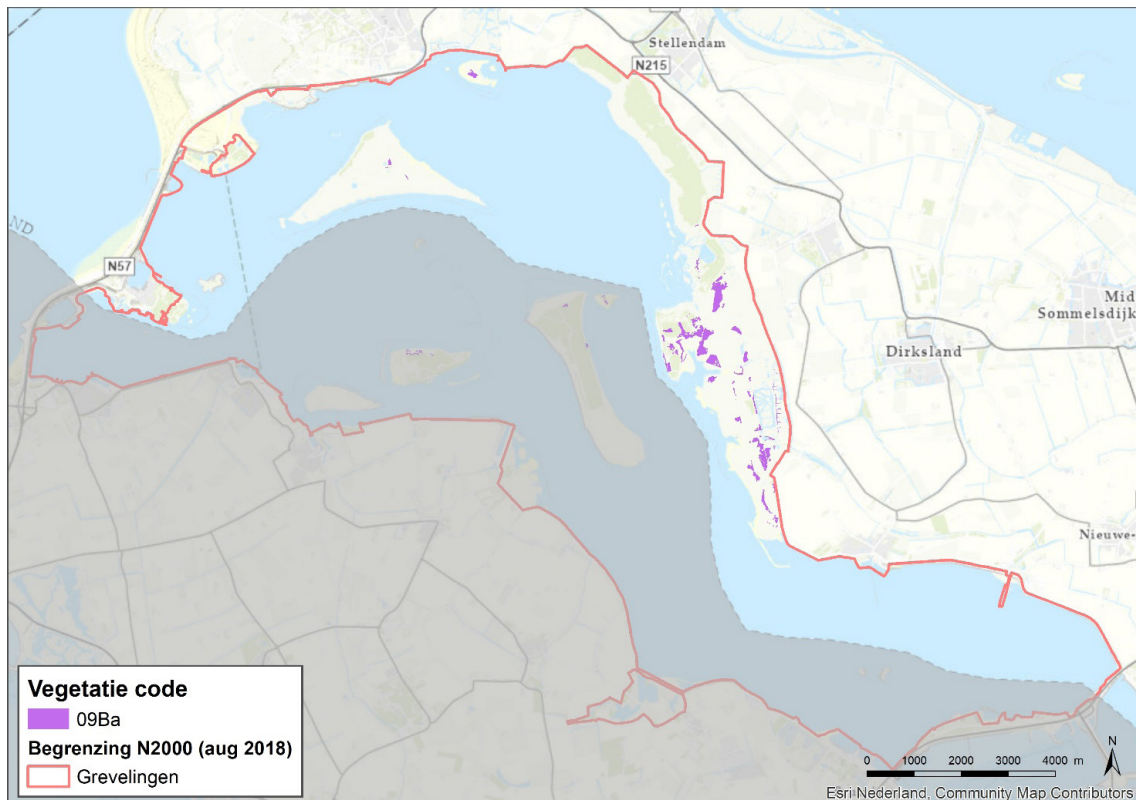 Stellendam
N215
ND
N57
Mid
Sommelsdijk
Dirksland
Nieuwe-
Vegetatie code
09Ba
Begrenzing N2000 (aug 2018)
Grevelingen
N
0 1000 2000 3000 4000 m
Esri Nederland, Community Map Contributors